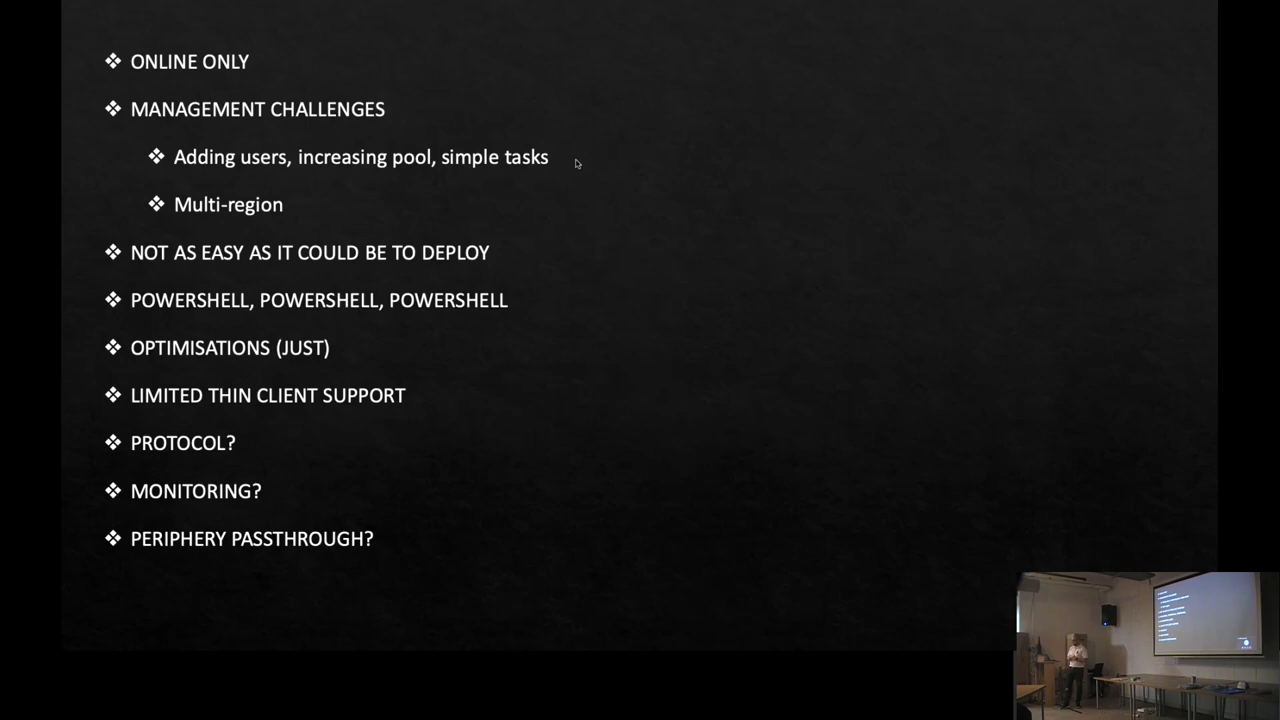 ❖ ONLINE ONLY
❖ MANAGEMENT CHALLENGES
❖ Adding users, increasing pool, simple tasks
❖ Multi-region
❖ NOT AS EASY AS IT COULD BE TO DEPLOY
❖ POWERSHELL, POWERSHELL, POWERSHELL
❖ OPTIMISATIONS (JUST)
❖ LIMITED THIN CLIENT SUPPORT
❖ PROTOCOL?
❖ MONITORING?
❖ PERIPHERY PASSTHROUGH?